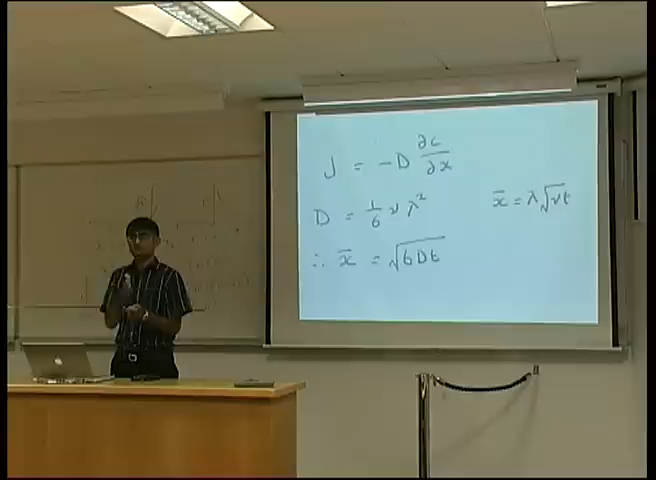 J = -D ∂c/∂x
D = 1/6 ν λ²
x̄ = λ√νt
∴ x̄ = √6Dt